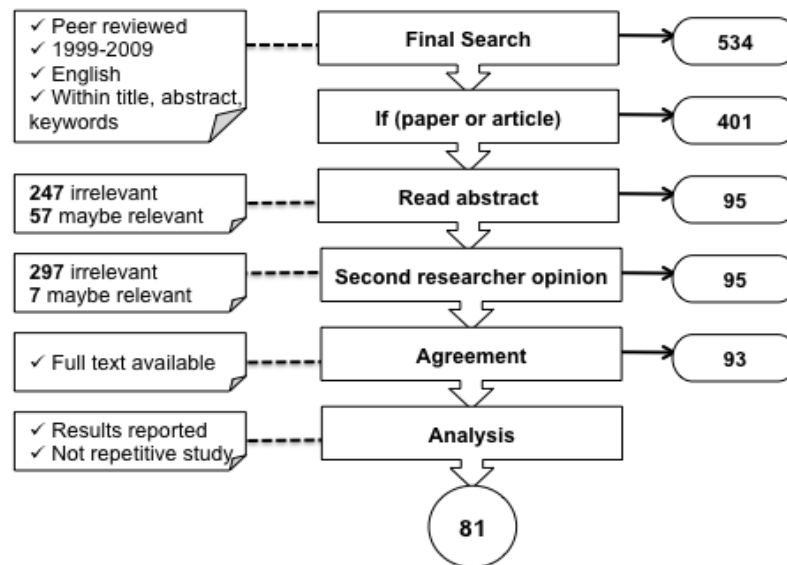 ✓ Peer reviewed
✓ 1999-2009
✓ English
✓ Within title, abstract,
keywords
Final Search
534
If (paper or article)
401
247 irrelevant
57 maybe relevant
Read abstract
95
297 irrelevant
7 maybe relevant
Second researcher opinion
95
✓ Full text available
Agreement
93
✓ Results reported
✓ Not repetitive study
Analysis
81